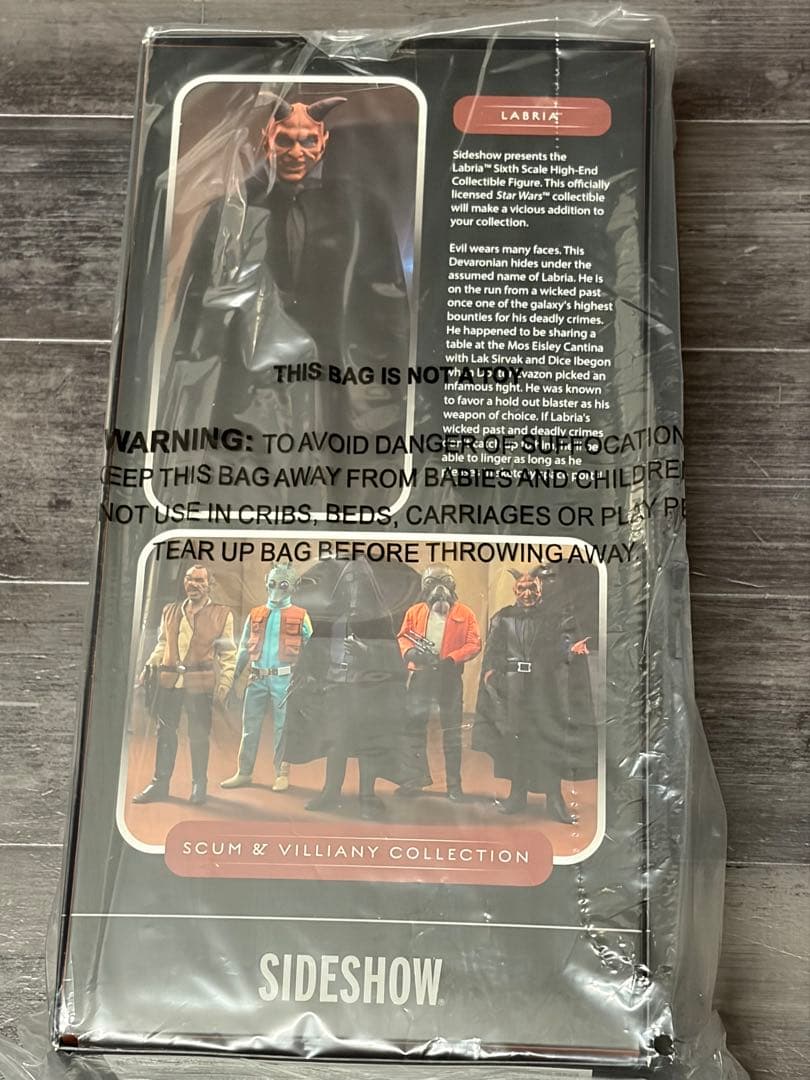 LABRIA™
Sideshow presents the
Labria™ Sixth Scale High-End
Collectible Figure. This officially
licensed Star Wars™ collectible
will make a vicious addition to
your collection.
Evil wears many faces. This
Devaronian hides under the
assumed name of Labria. He is
on the run from a wicked past
once one of the galaxy's highest
bounties for his deadly crimes.
He happened to be sharing a
table at the Mos Eisley Cantina
with Lak Sirvak and Dice Ibegon
picked an
infamous fight. He was known
to favor a hold out blaster as his
weapon of choice. If Labria's
wicked past and deadly crimes
able to linger as long as he
THIS BAG IS NOT A TOY
WARNING: TO AVOID DANGER OF SUFFOCATION
EEP THIS BAG AWAY FROM BABIES AND CHILDRE
NOT USE IN CRIBS, BEDS, CARRIAGES OR PLAY PE
TEAR UP BAG BEFORE THROWING AWAY
SCUM & VILLIANY COLLECTION
SIDESHOW